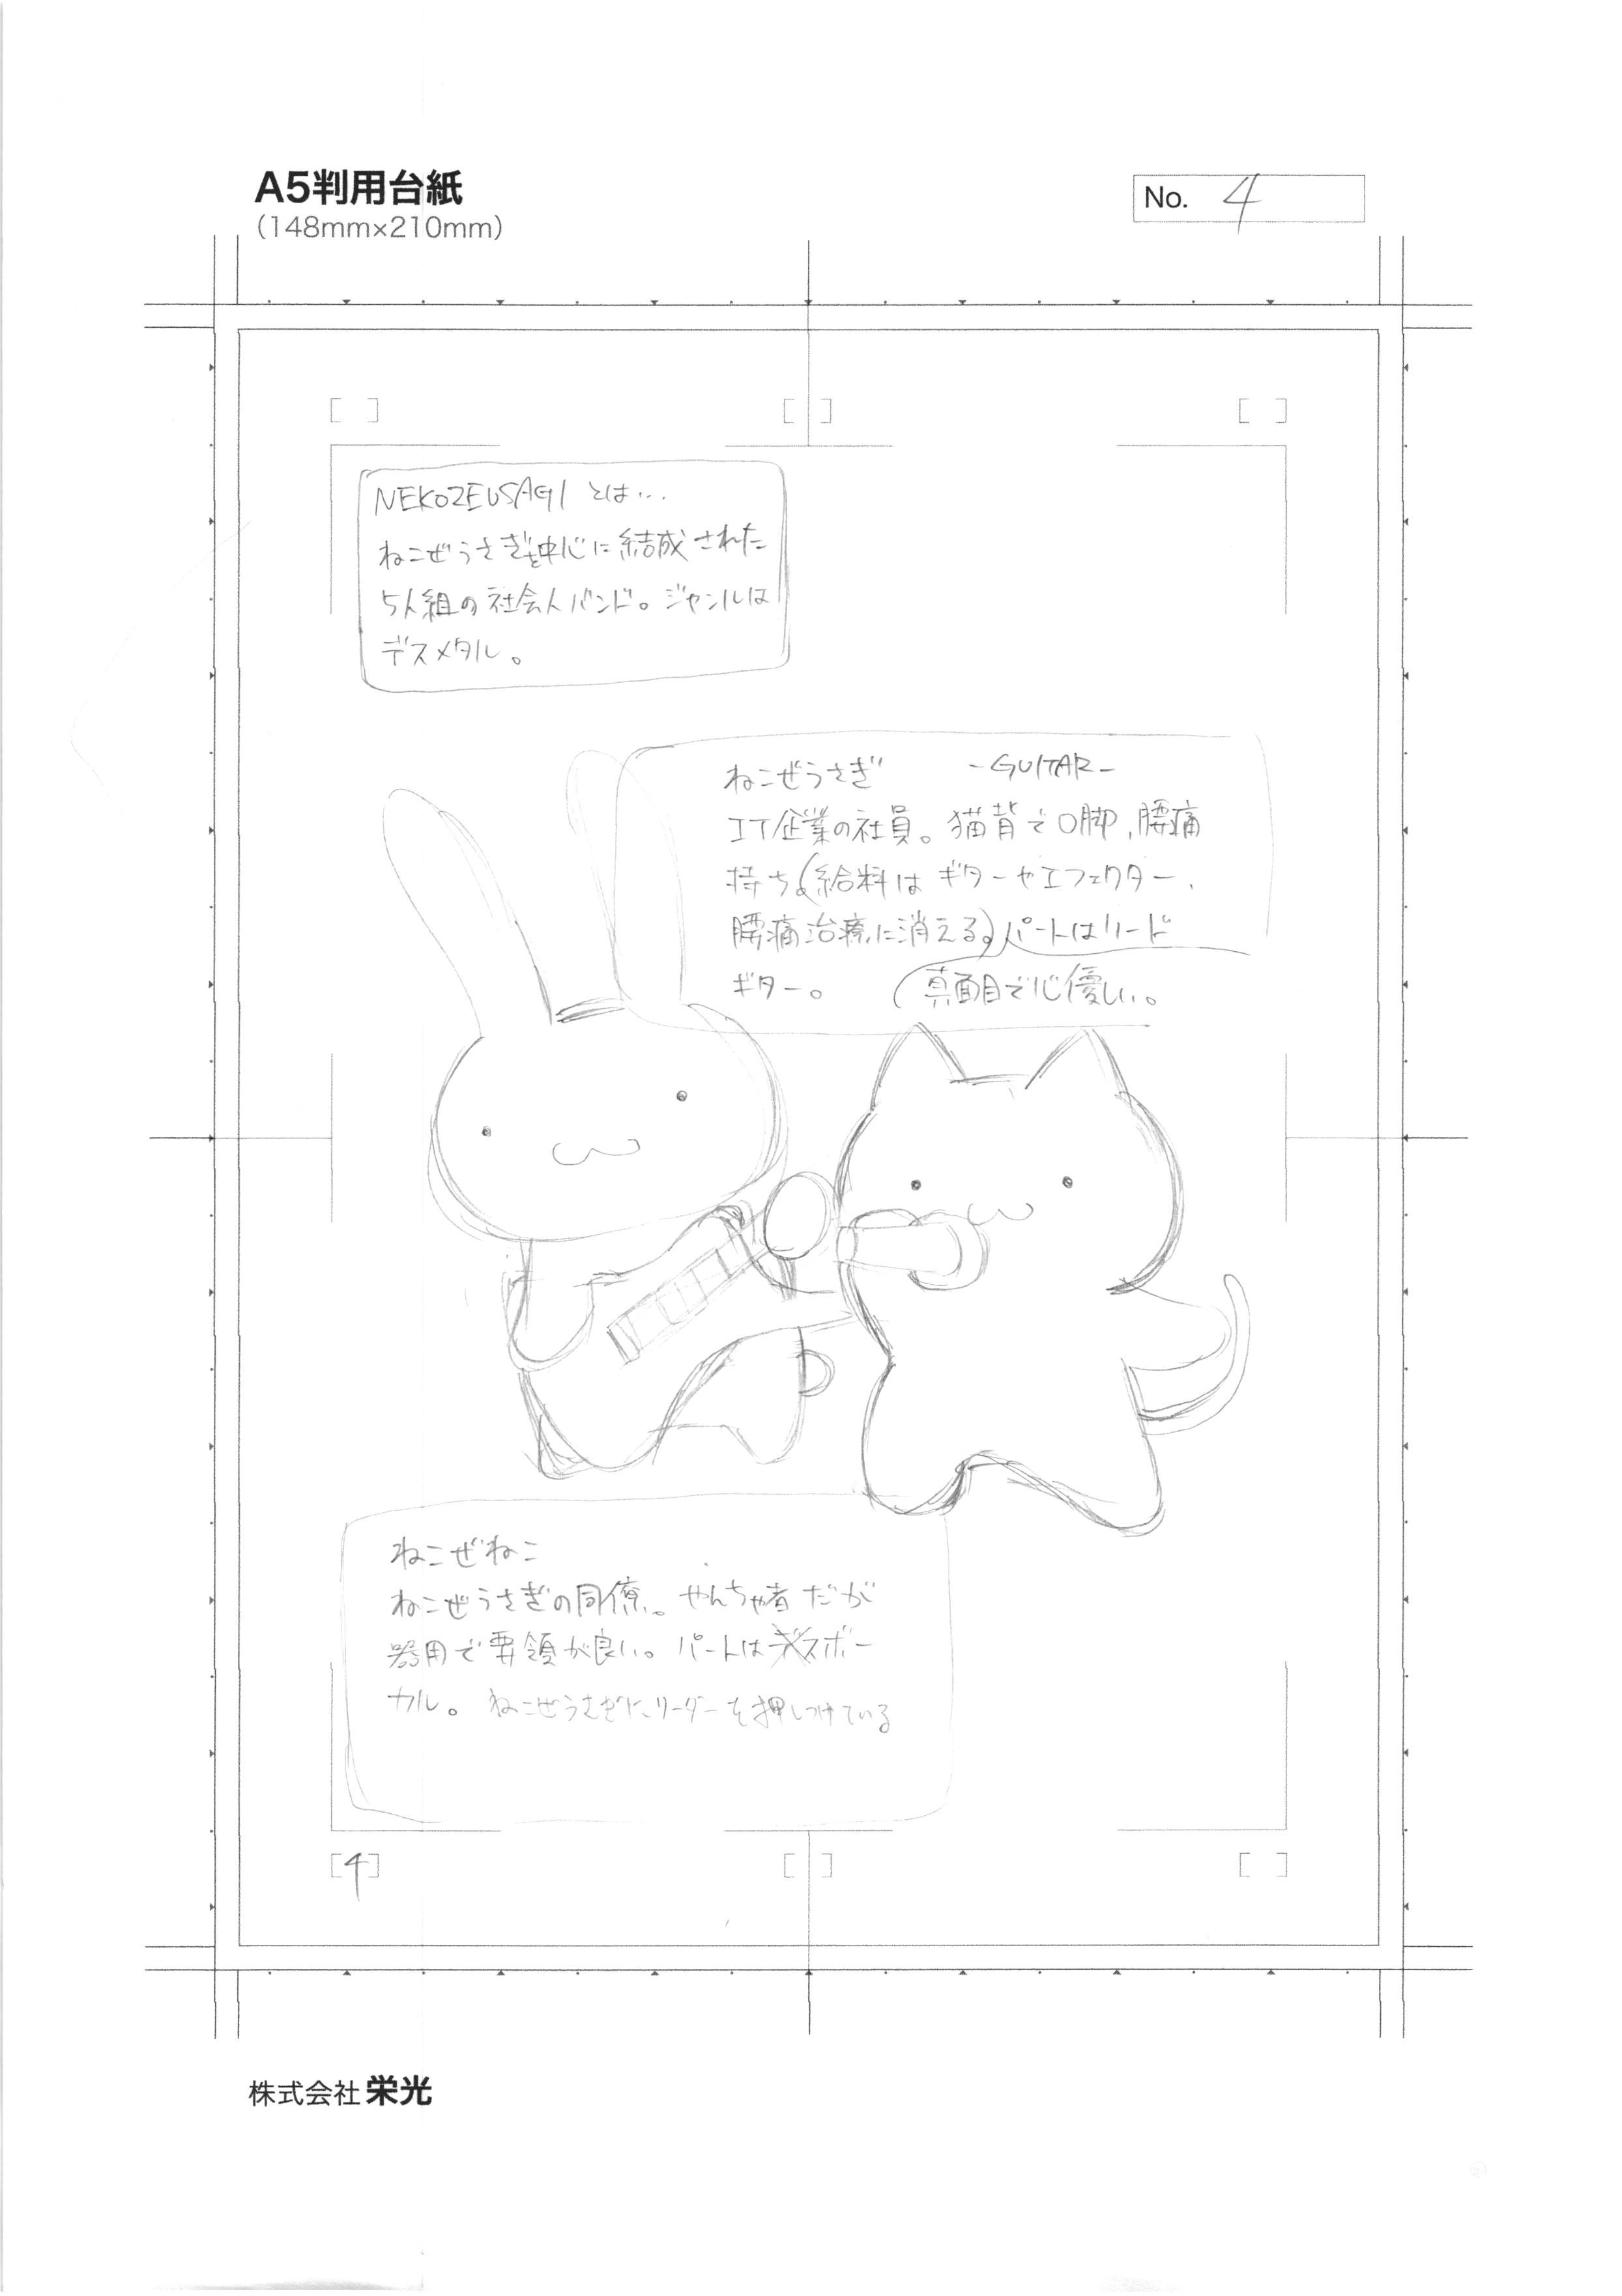 A5判用台紙
(148mm×210mm)
No. 4
NEKOZEUSAGI とは…
ねこぜうさぎを中心に結成された
5人組の社会人バンド。ジャンルは
デスメタル。
ねこぜうさぎ -GUITAR-
IT企業の社員。猫背でO脚、腰痛
持ち。(給料はギターやエフェクター、
腰痛治療に消える。)パートはリード
ギター。 真面目で心優しい。
ねこぜねこ
ねこぜうさぎの同僚。やんちゃ者だが
器用で要領が良い。パートはボー
カル。 ねこぜうさぎにリーダーを押しつけている
[4]
株式会社 栄光